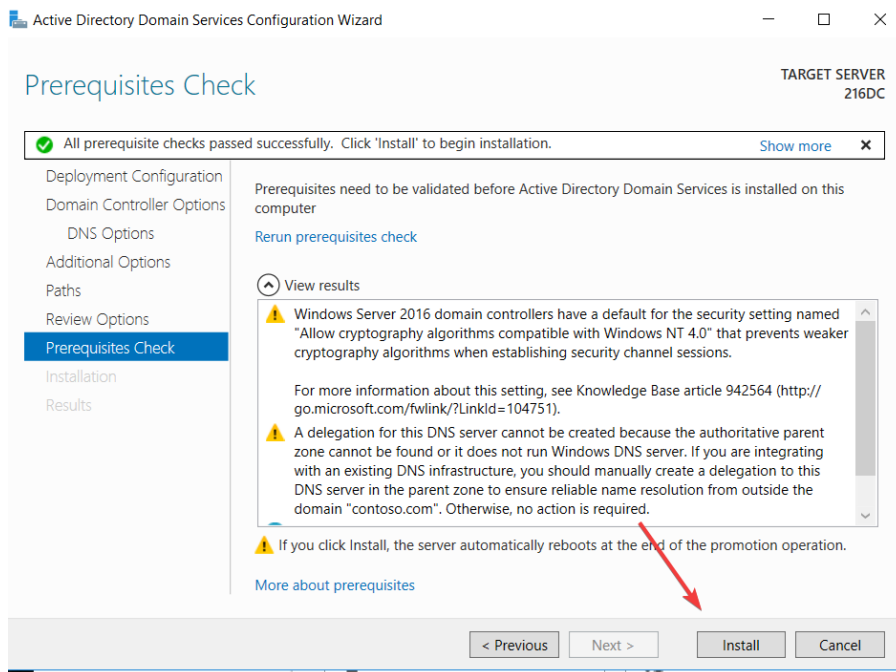 Active Directory Domain Services Configuration Wizard
Prerequisites Check
TARGET SERVER
216DC
All prerequisite checks passed successfully.  Click 'Install' to begin installation.
Show more
Deployment Configuration
Domain Controller Options
DNS Options
Additional Options
Paths
Review Options
Prerequisites Check
Installation
Results
Prerequisites need to be validated before Active Directory Domain Services is installed on this
computer
Rerun prerequisites check
View results
Windows Server 2016 domain controllers have a default for the security setting named
"Allow cryptography algorithms compatible with Windows NT 4.0" that prevents weaker
cryptography algorithms when establishing security channel sessions.
For more information about this setting, see Knowledge Base article 942564 (http://
go.microsoft.com/fwlink/?LinkId=104751).
A delegation for this DNS server cannot be created because the authoritative parent
zone cannot be found or it does not run Windows DNS server. If you are integrating
with an existing DNS infrastructure, you should manually create a delegation to this
DNS server in the parent zone to ensure reliable name resolution from outside the
domain "contoso.com". Otherwise, no action is required.
If you click Install, the server automatically reboots at the end of the promotion operation.
More about prerequisites
< Previous
Next >
Install
Cancel